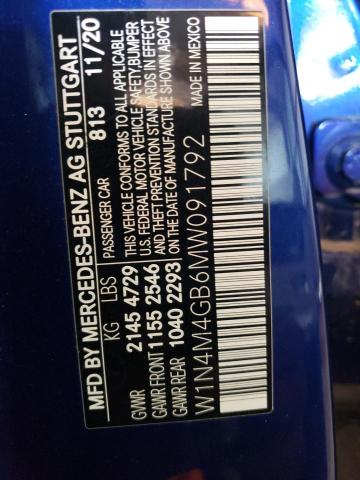 MFD BY MERCEDES-BENZ AG STUTTGART
813 11/20
KG LBS
PASSENGER CAR
GVWR 2145 4729
GAWR FRONT 1155 2546
GAWR REAR 1040 2293
THIS VEHICLE CONFORMS TO ALL APPLICABLE
U.S. FEDERAL MOTOR VEHICLE SAFETY, BUMPER
AND THEFT PREVENTION STANDARDS IN EFFECT
ON THE DATE OF MANUFACTURE SHOWN ABOVE
W1N4M4GB6MW091792
MADE IN MEXICO